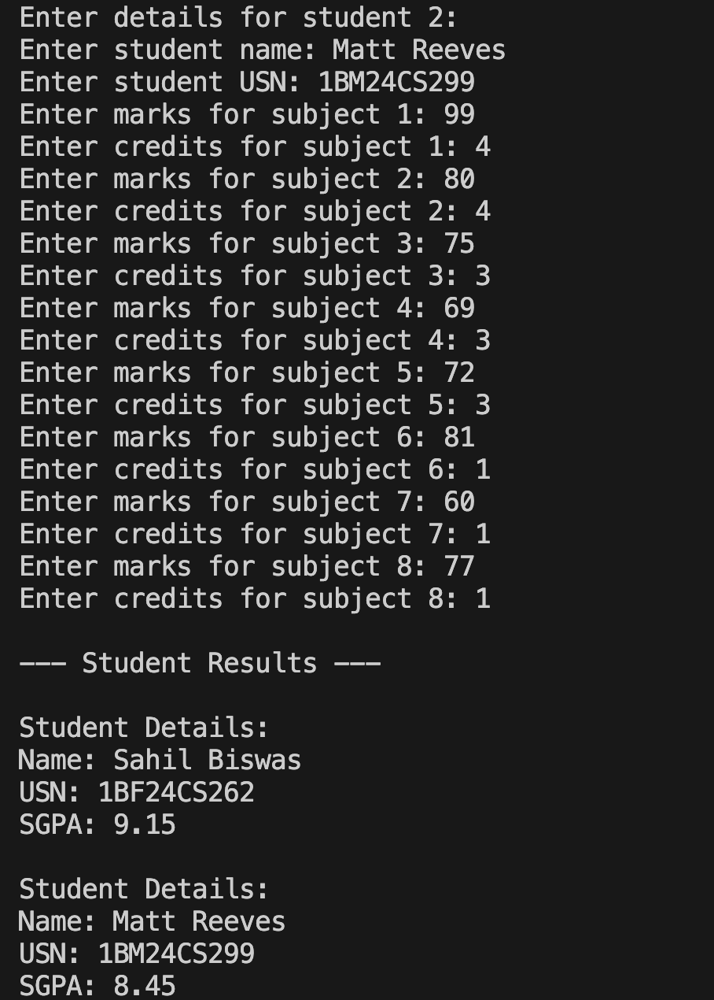 Enter details for student 2:
Enter student name: Matt Reeves
Enter student USN: 1BM24CS299
Enter marks for subject 1: 99
Enter credits for subject 1: 4
Enter marks for subject 2: 80
Enter credits for subject 2: 4
Enter marks for subject 3: 75
Enter credits for subject 3: 3
Enter marks for subject 4: 69
Enter credits for subject 4: 3
Enter marks for subject 5: 72
Enter credits for subject 5: 3
Enter marks for subject 6: 81
Enter credits for subject 6: 1
Enter marks for subject 7: 60
Enter credits for subject 7: 1
Enter marks for subject 8: 77
Enter credits for subject 8: 1
--- Student Results ---
Student Details:
Name: Sahil Biswas
USN: 1BF24CS262
SGPA: 9.15
Student Details:
Name: Matt Reeves
USN: 1BM24CS299
SGPA: 8.45